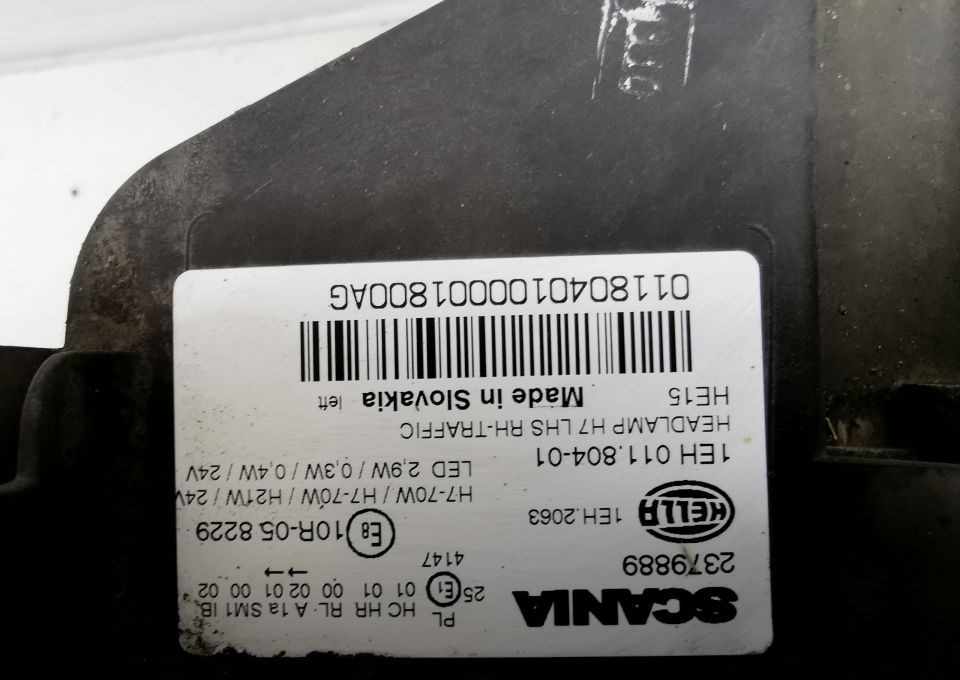 SCANIA
2379889
PL HC HR RL A 1a SM1 IB
25 E1 01 01 00 02 01 00 02
4147
HELLA 1EH.2063 E8 10R-05.8229
H7-70W / H7-70W / H21W / 24V
LED 2,9W / 0,3W / 0,4W / 24V
1EH 011.804-01
HEADLAMP H7 LHS RH-TRAFFIC
HE15
Made in Slovakia left
0118040100001800AG